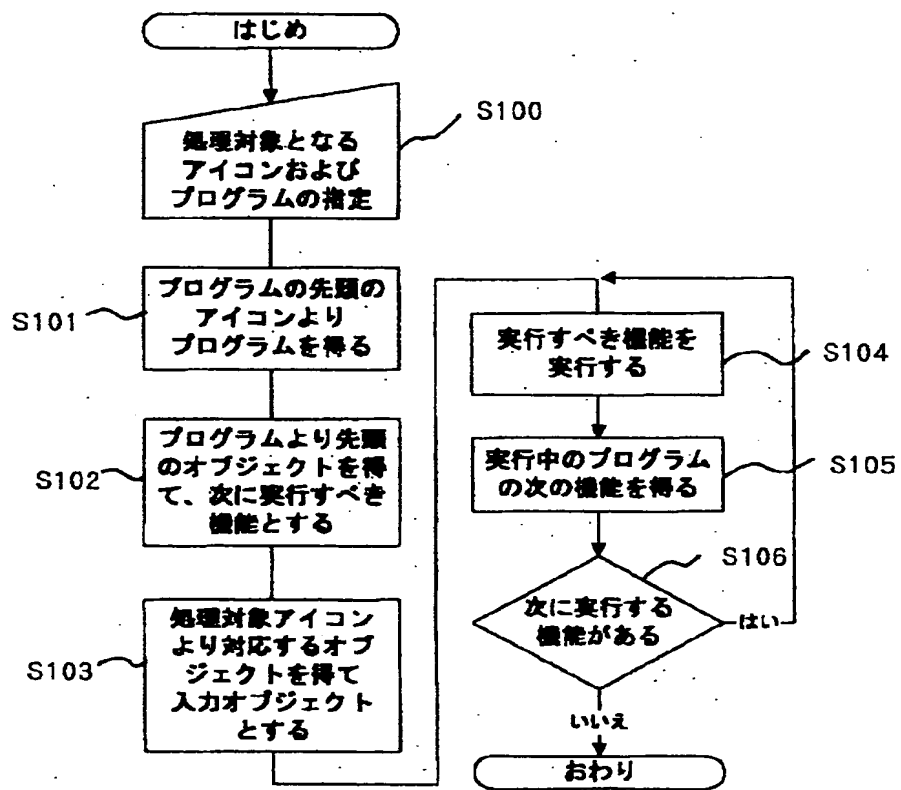 はじめ
処理対象となる
アイコンおよび
プログラムの指定
S100
プログラムの先頭の
アイコンより
プログラムを得る
S101
プログラムより先頭
のオブジェクトを得
て、次に実行すべき
機能とする
S102
処理対象アイコン
より対応するオブ
ジェクトを得て
入力オブジェクト
とする
S103
実行すべき機能を
実行する
S104
実行中のプログラム
の次の機能を得る
S105
次に実行する
機能がある
S106
はい
いいえ
おわり